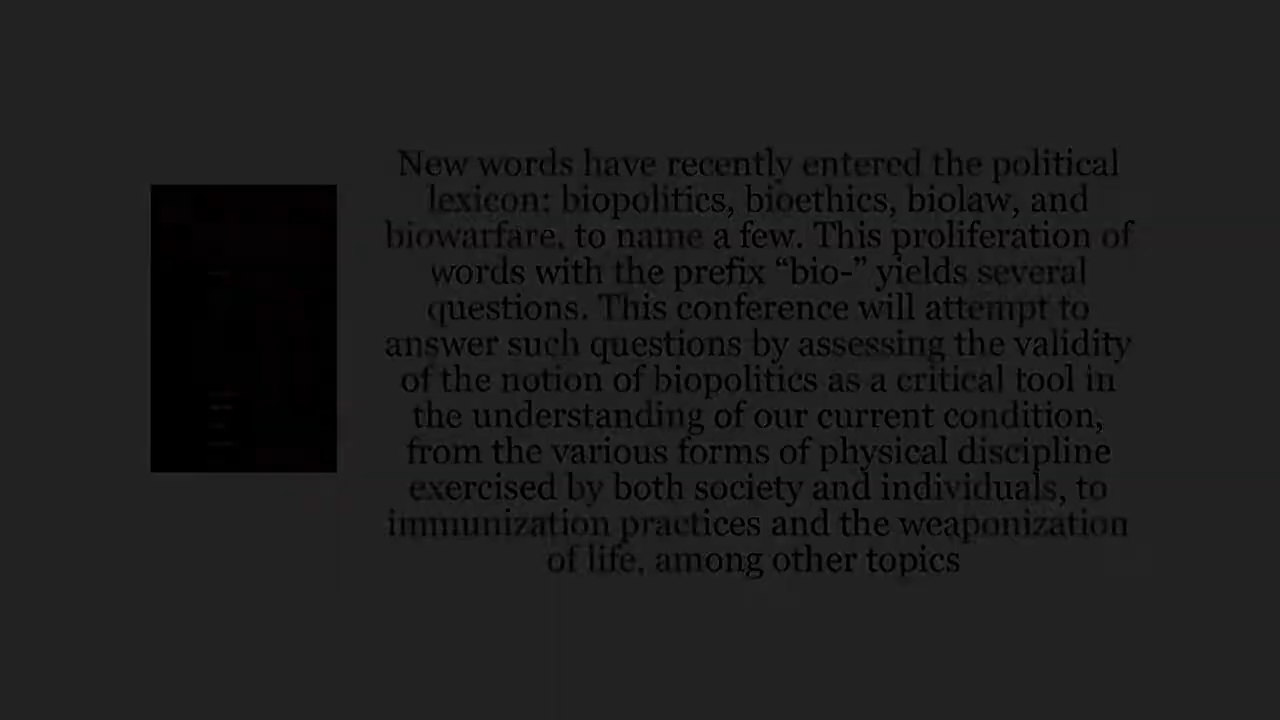 New words have recently entered the political
lexicon: biopolitics, bioethics, biolaw, and
biowarfare, to name a few. This proliferation of
words with the prefix “bio-” yields several
questions. This conference will attempt to
answer such questions by assessing the validity
of the notion of biopolitics as a critical tool in
the understanding of our current condition,
from the various forms of physical discipline
exercised by both society and individuals, to
immunization practices and the weaponization
of life, among other topics